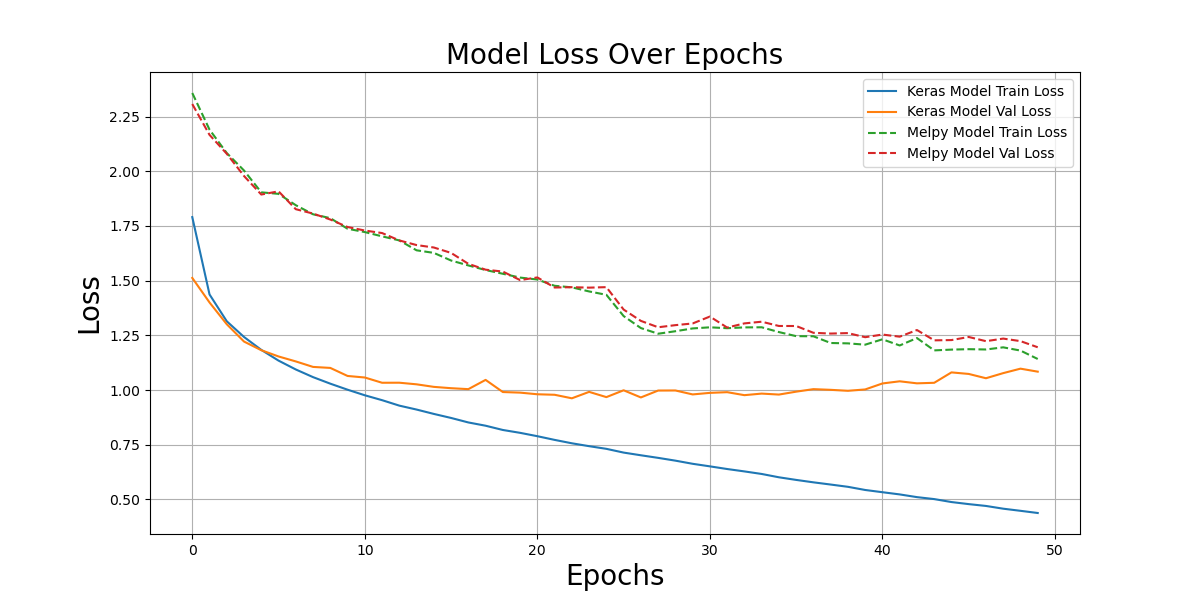 Model Loss Over Epochs
Keras Model Train Loss
Keras Model Val Loss
Melpy Model Train Loss
Melpy Model Val Loss
Loss
2.25
2.00
1.75
1.50
1.25
1.00
0.75
0.50
0 10 20 30 40 50
Epochs